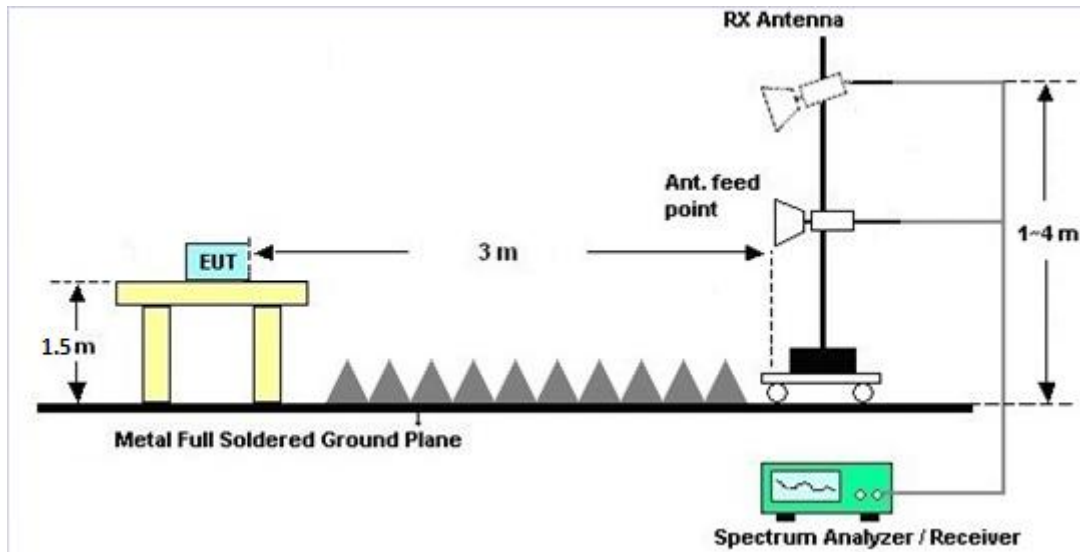 RX Antenna
Ant. feed
point
EUT
3 m
1~4 m
1.5 m
Metal Full Soldered Ground Plane
Spectrum Analyzer / Receiver